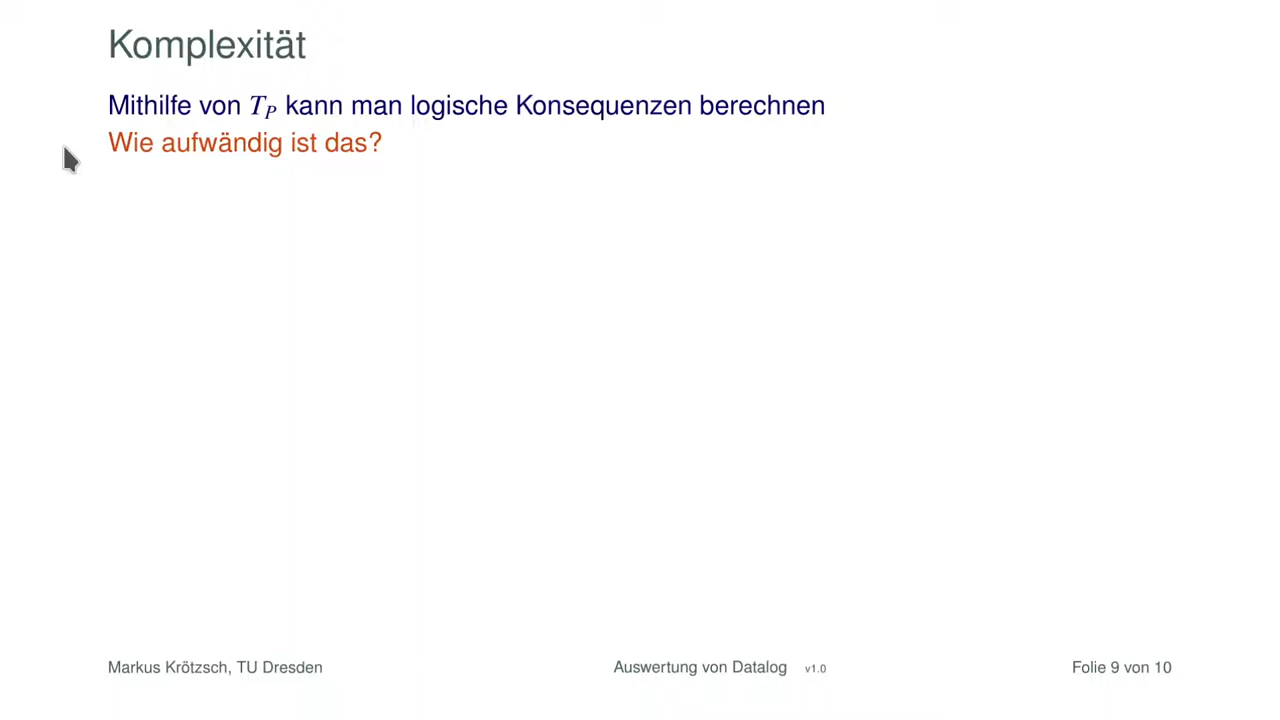 Komplexität
Mithilfe von T_P kann man logische Konsequenzen berechnen
Wie aufwändig ist das?
Markus Krötzsch, TU Dresden Auswertung von Datalog v1.0 Folie 9 von 10